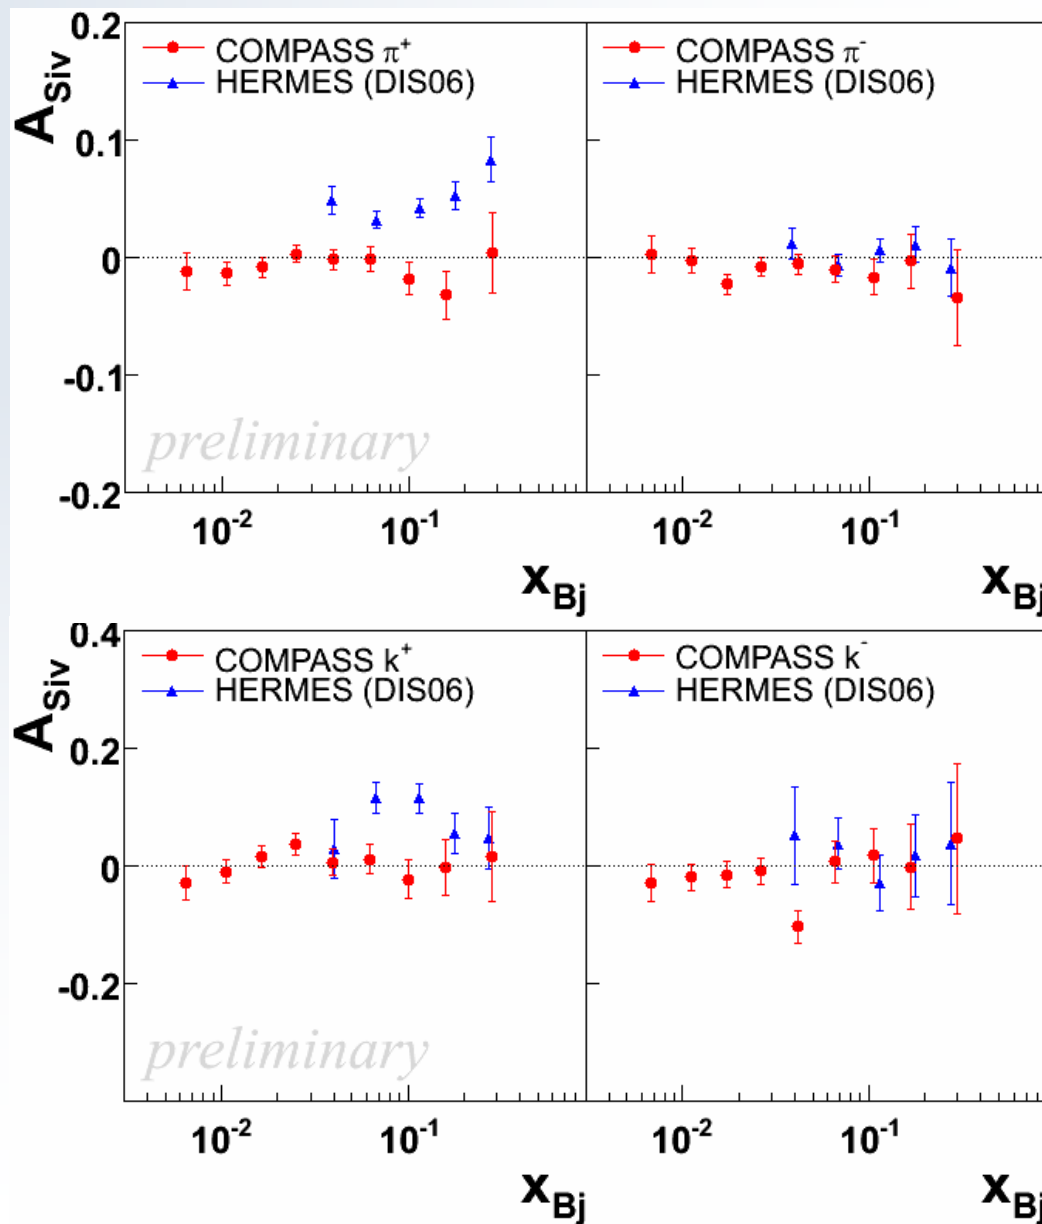 0.2
COMPASS π⁺
HERMES (DIS06)
COMPASS π⁻
HERMES (DIS06)
A_Siv
0.1
0
-0.1
preliminary
-0.2
10⁻² 10⁻¹ 10⁻² 10⁻¹
x_Bj x_Bj
0.4
COMPASS k⁺
HERMES (DIS06)
COMPASS k⁻
HERMES (DIS06)
A_Siv
0.2
0
-0.2
preliminary
10⁻² 10⁻¹ 10⁻² 10⁻¹
x_Bj x_Bj